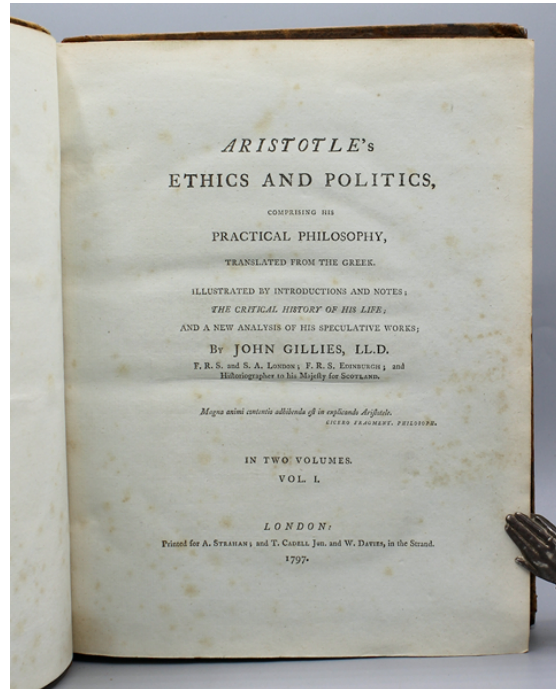 ARISTOTLE's
ETHICS AND POLITICS,
COMPRISING HIS
PRACTICAL PHILOSOPHY,
TRANSLATED FROM THE GREEK.
ILLUSTRATED BY INTRODUCTIONS AND NOTES;
THE CRITICAL HISTORY OF HIS LIFE;
AND A NEW ANALYSIS OF HIS SPECULATIVE WORKS;
By JOHN GILLIES, LL.D.
F. R. S. and S. A. London; F. R. S. Edinburgh; and
Historiographer to his Majesty for Scotland.
Magna animi contentio adhibenda est in explicando Aristotele.
CICERO FRAGMENT. PHILOSOPH.
IN TWO VOLUMES.
VOL. I.
LONDON:
Printed for A. Strahan; and T. Cadell Jun. and W. Davies, in the Strand.
1797.